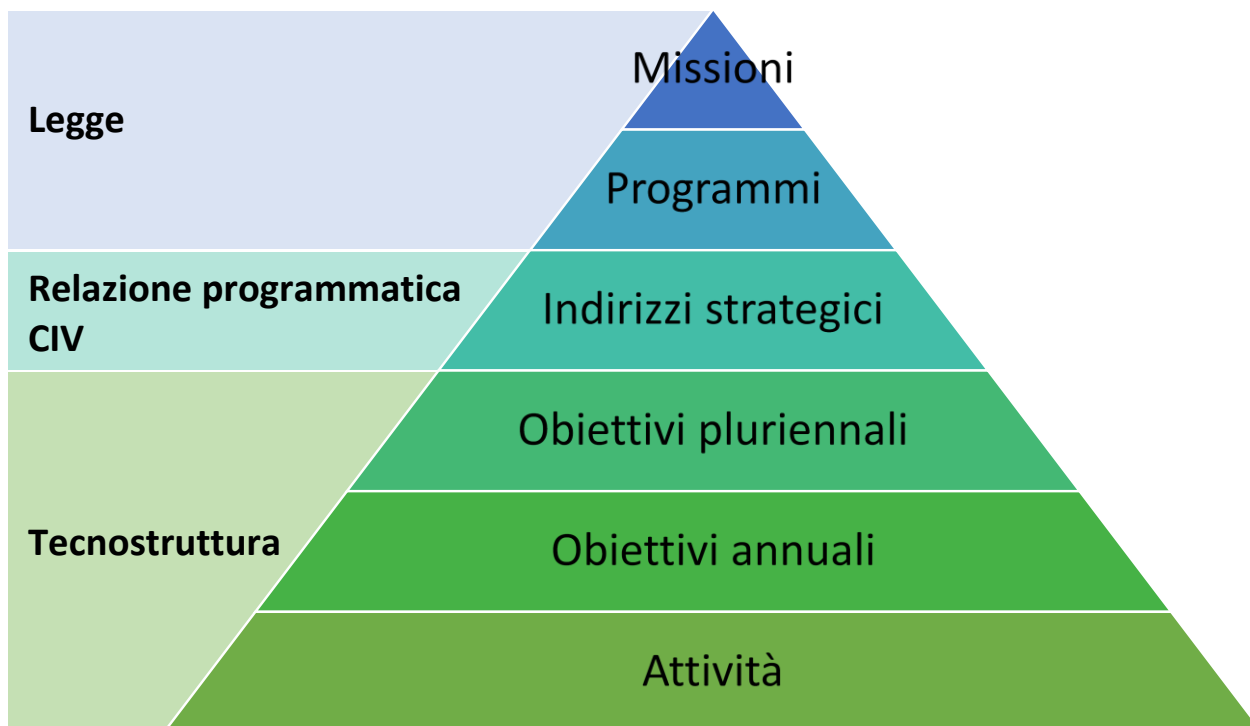 Missioni
Legge
Programmi
Relazione programmatica
CIV
Indirizzi strategici
Obiettivi pluriennali
Tecnostruttura
Obiettivi annuali
Attività